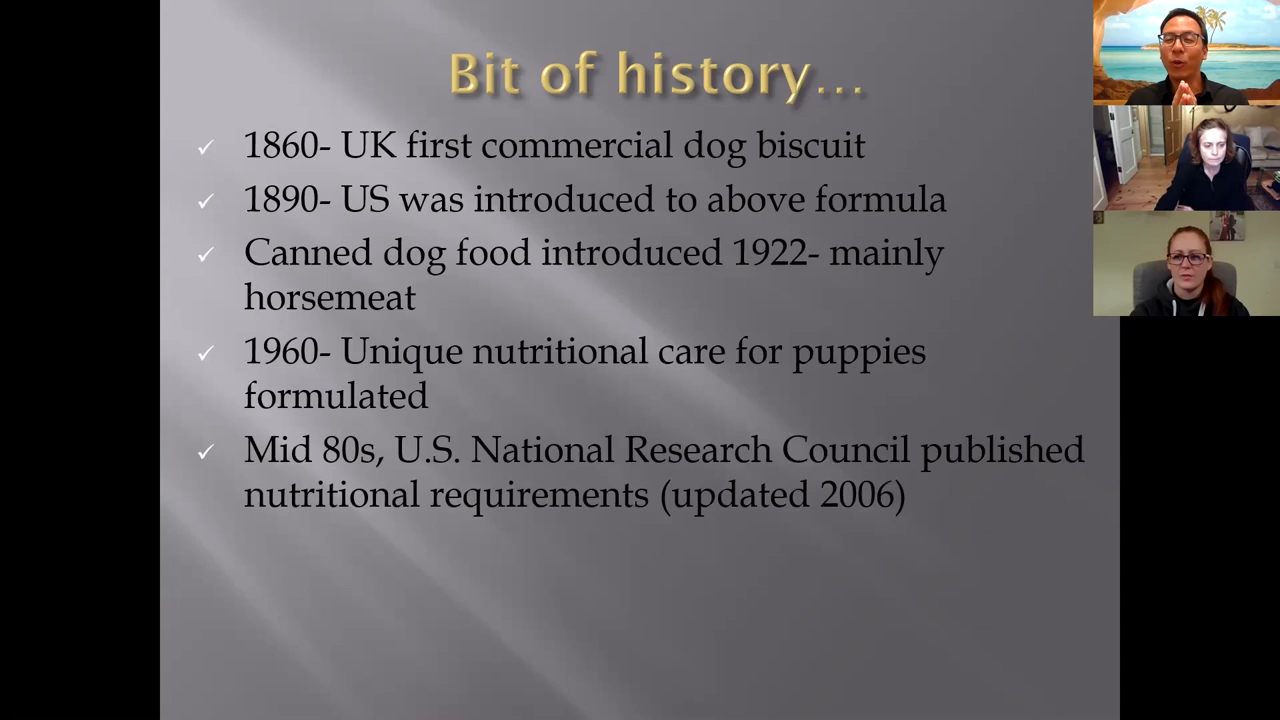 Bit of history…
1860- UK first commercial dog biscuit
1890- US was introduced to above formula
Canned dog food introduced 1922- mainly
horsemeat
1960- Unique nutritional care for puppies
formulated
Mid 80s, U.S. National Research Council published
nutritional requirements (updated 2006)